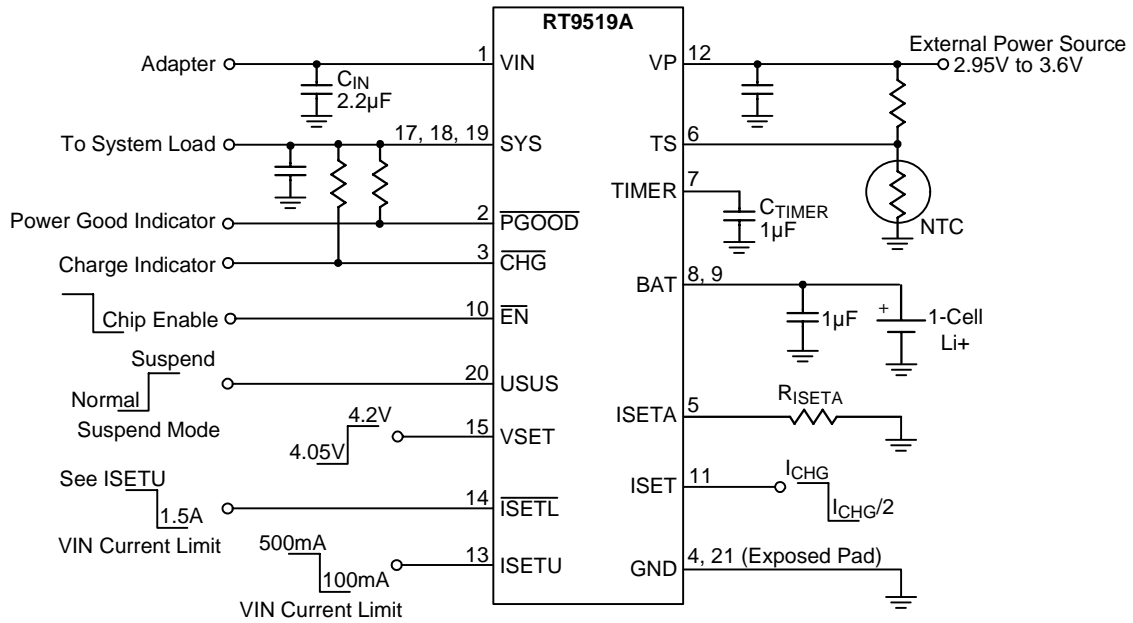 RT9519A
Adapter
1
VIN
C_IN
2.2µF
To System Load
17, 18, 19
SYS
Power Good Indicator
2
PGOOD
Charge Indicator
3
CHG
Chip Enable
10
EN
Suspend
Normal
Suspend Mode
20
USUS
4.2V
4.05V
15
VSET
See ISETU
1.5A
VIN Current Limit
14
ISETL
500mA
100mA
VIN Current Limit
13
ISETU
VP
12
External Power Source
2.95V to 3.6V
TS
6
NTC
TIMER
7
C_TIMER
1µF
BAT
8, 9
1µF
+
1-Cell
Li+
ISETA
5
R_ISETA
ISET
11
I_CHG
I_CHG/2
GND
4, 21 (Exposed Pad)